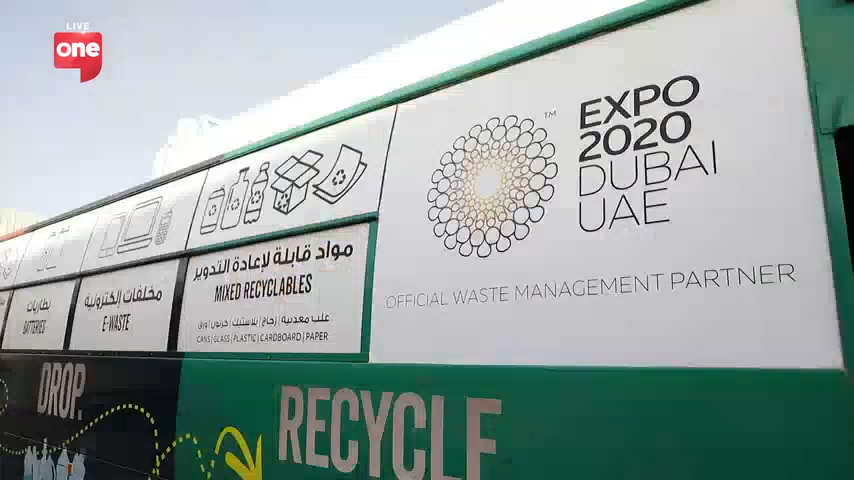 LIVE
one
EXPO
2020
DUBAI
UAE
TM
OFFICIAL WASTE MANAGEMENT PARTNER
مواد قابلة لإعادة التدوير
MIXED RECYCLABLES
علب معدنية | زجاج | بلاستيك | كرتون | ورق
CANS | GLASS | PLASTIC | CARDBOARD | PAPER
مخلفات إلكترونية
E-WASTE
بطاريات
BATTERIES
DROP.
RECYCLE